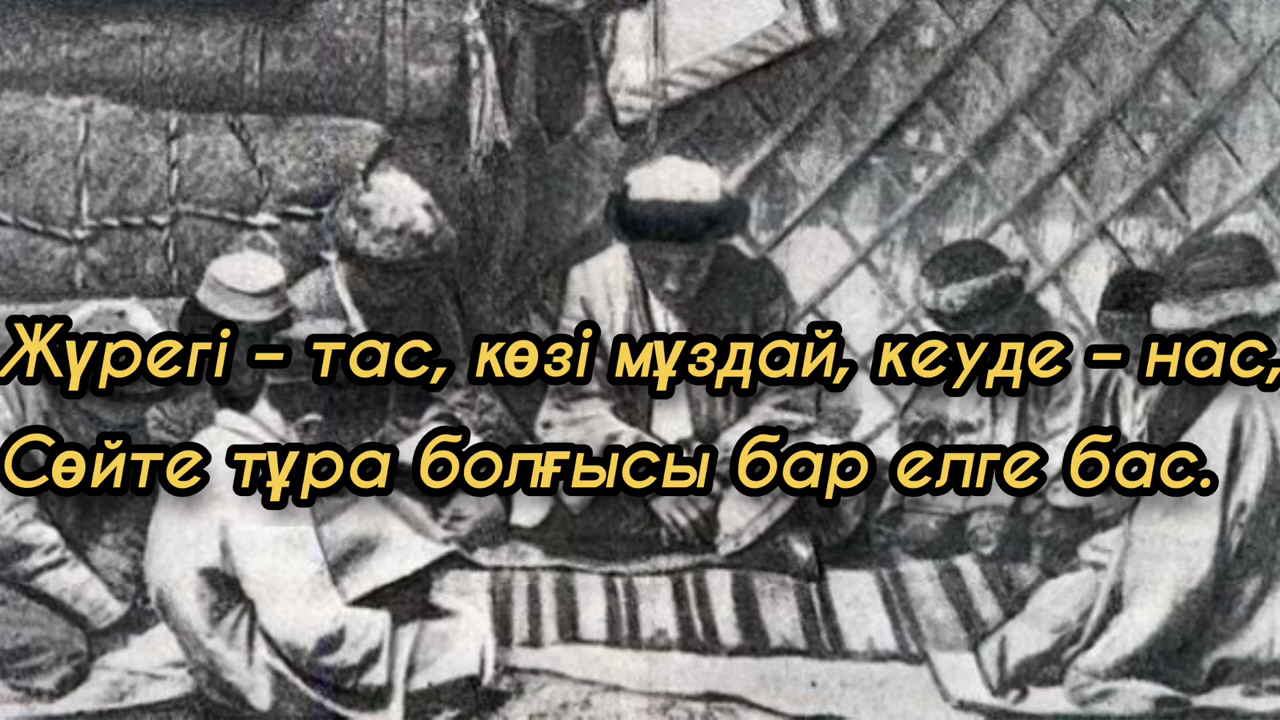 Жүрегі – тас, көзі мұздай, кеуде – нас,
Сөйте тұра болғысы бар елге бас.